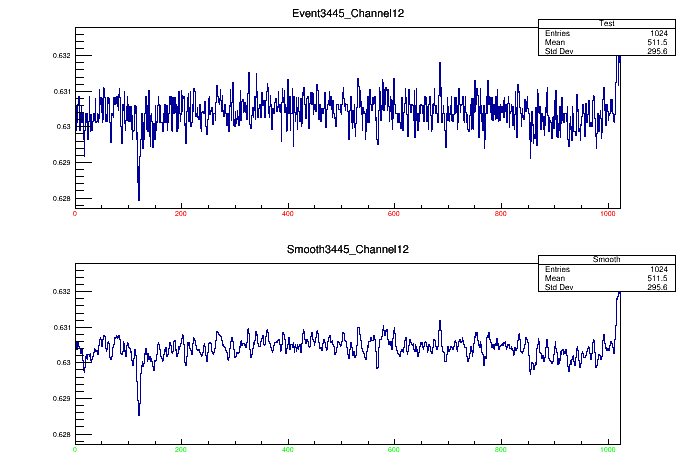 Event3445_Channel12
Test
Entries 1024
Mean 511.5
Std Dev 295.6
0.632
0.631
0.63
0.629
0.628
0 200 400 600 800 1000
Smooth3445_Channel12
Smooth
Entries 1024
Mean 511.5
Std Dev 295.6
0.632
0.631
0.63
0.629
0.628
0 200 400 600 800 1000